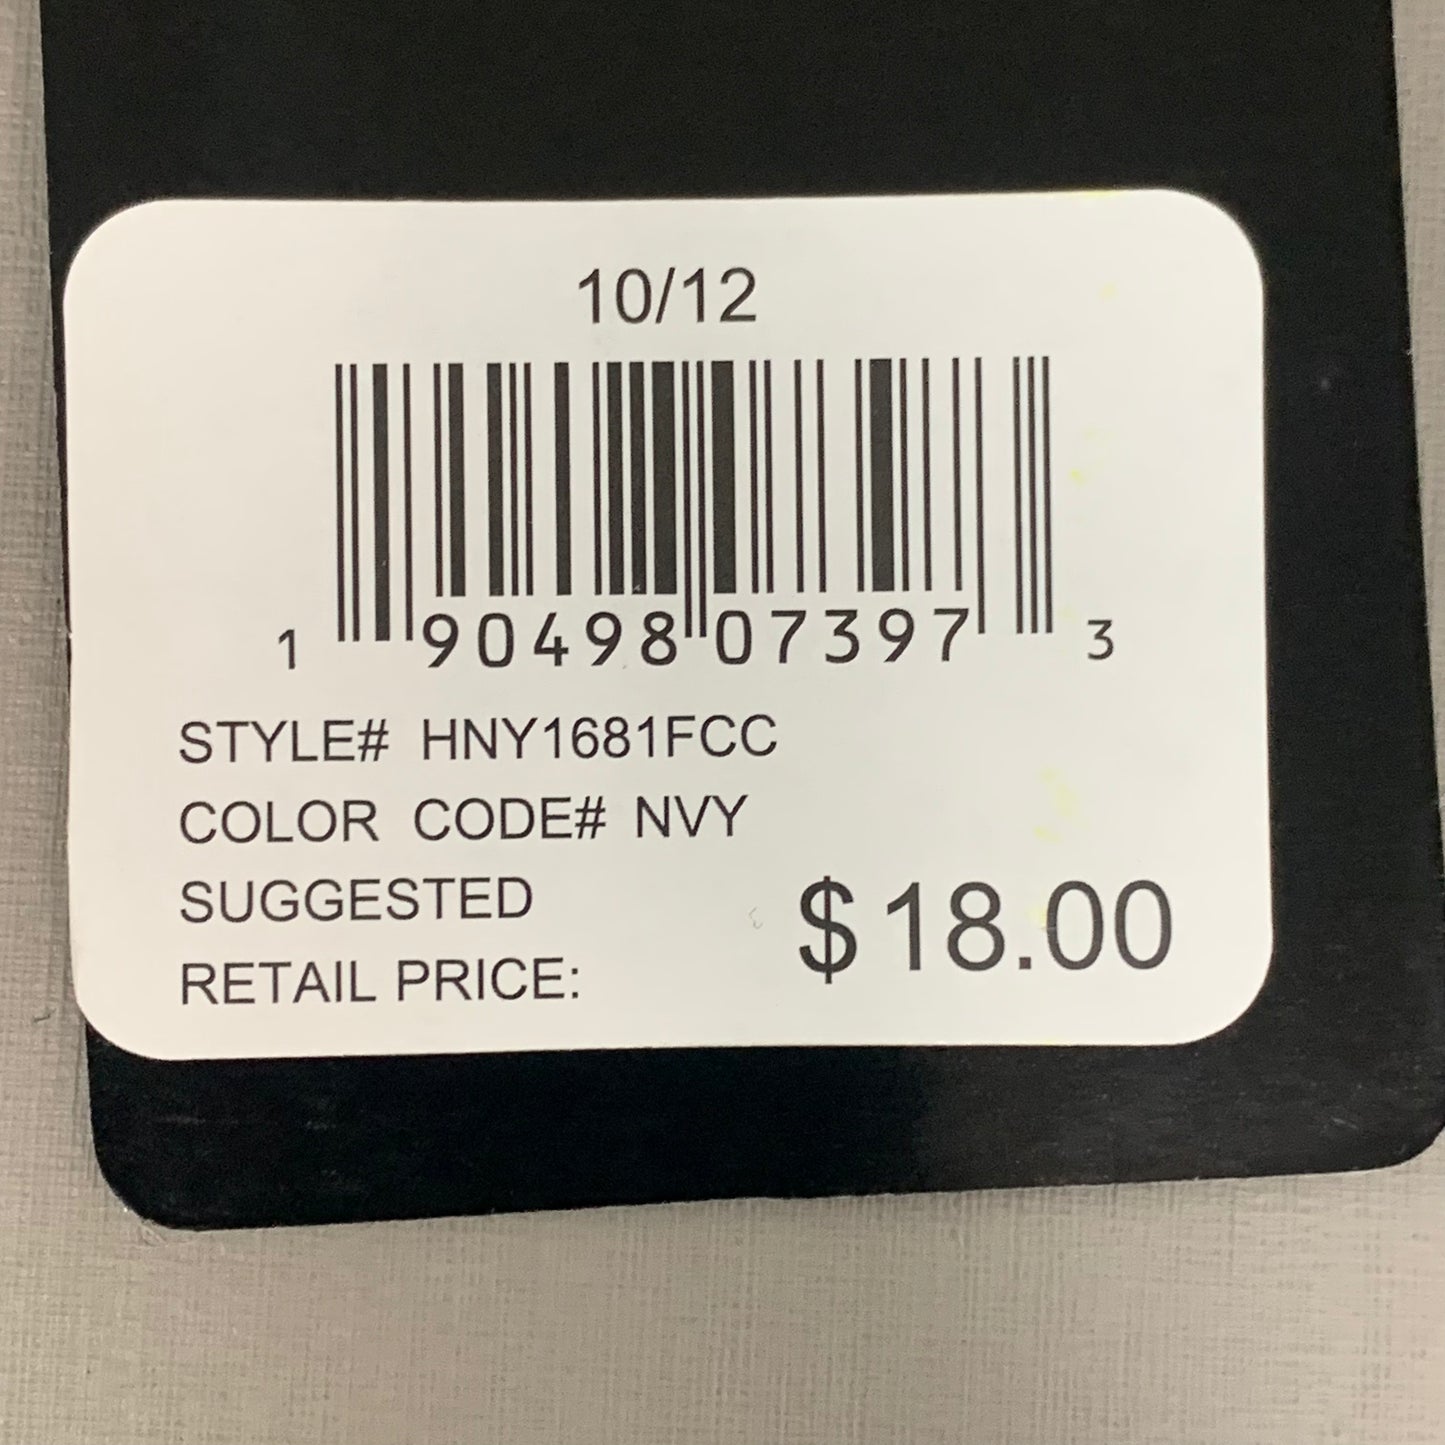 10/12
1 90498 07397 3
STYLE# HNY1681FCC
COLOR CODE# NVY
SUGGESTED
RETAIL PRICE: $18.00